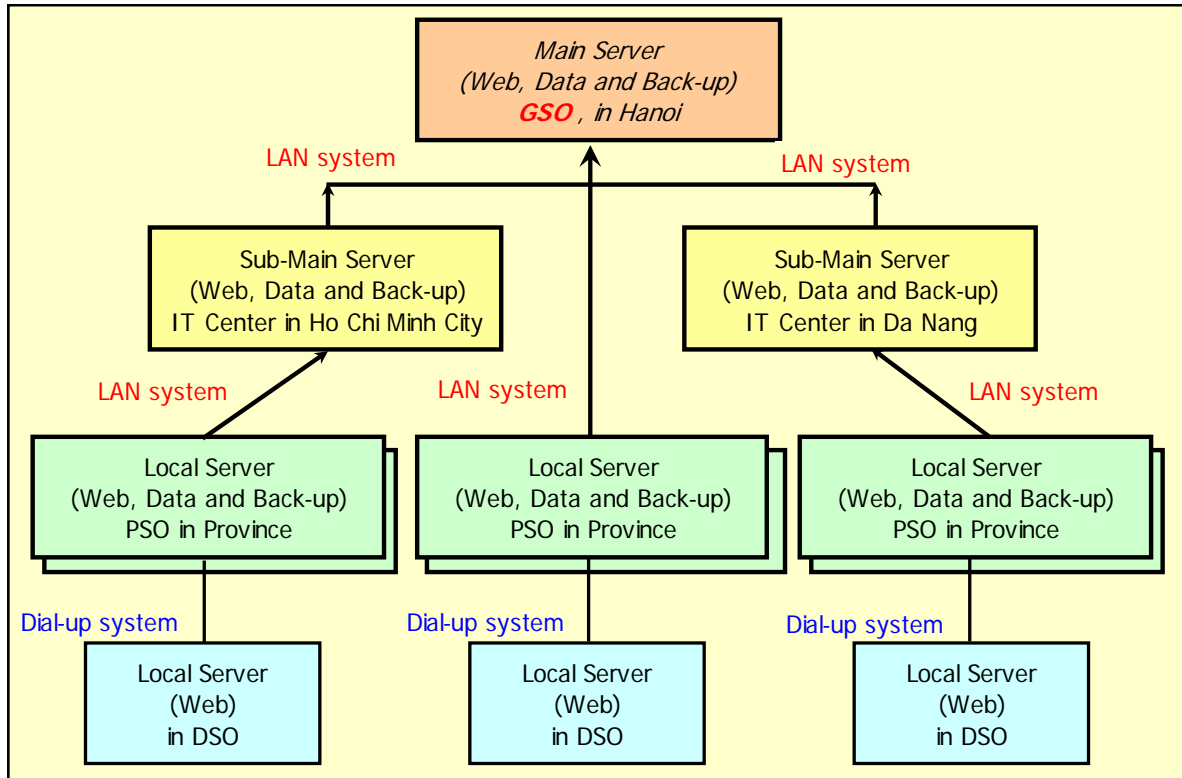 Main Server
(Web, Data and Back-up)
GSO , in Hanoi
LAN system
LAN system
Sub-Main Server
(Web, Data and Back-up)
IT Center in Ho Chi Minh City
Sub-Main Server
(Web, Data and Back-up)
IT Center in Da Nang
LAN system
LAN system
LAN system
Local Server
(Web, Data and Back-up)
PSO in Province
Local Server
(Web, Data and Back-up)
PSO in Province
Local Server
(Web, Data and Back-up)
PSO in Province
Dial-up system
Dial-up system
Dial-up system
Local Server
(Web)
in DSO
Local Server
(Web)
in DSO
Local Server
(Web)
in DSO